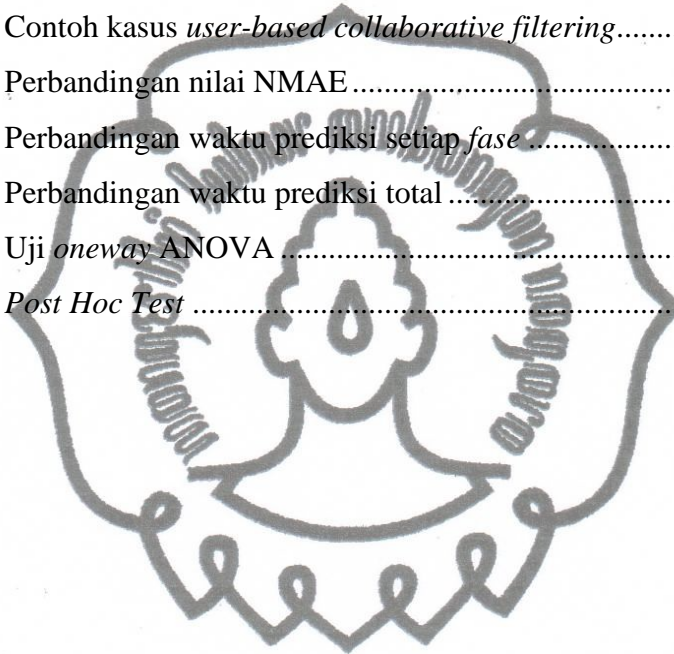 Contoh kasus user-based collaborative filtering.......
Perbandingan nilai NMAE.........................................
Perbandingan waktu prediksi setiap fase..................
Perbandingan waktu prediksi total............................
Uji oneway ANOVA.................................................
Post Hoc Test............................................................